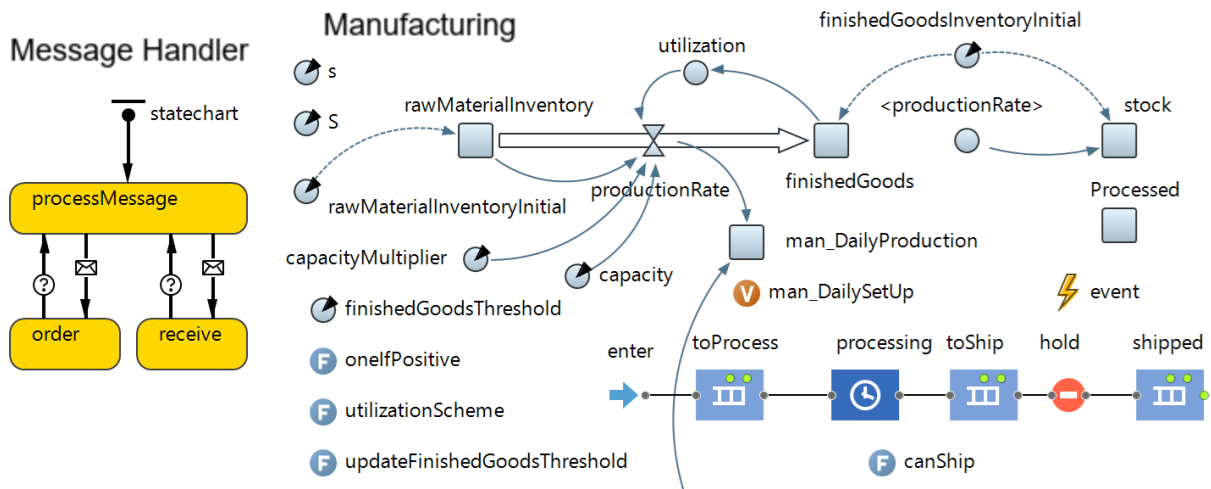 Message Handler
statechart
processMessage
?
?
order
receive
Manufacturing
s
S
rawMaterialInventory
utilization
finishedGoodsInventoryInitial
<productionRate>
stock
rawMaterialInventoryInitial
productionRate
finishedGoods
Processed
capacityMultiplier
capacity
man_DailyProduction
V man_DailySetUp
event
finishedGoodsThreshold
F oneIfPositive
enter
toProcess
processing
toShip
hold
shipped
F utilizationScheme
F updateFinishedGoodsThreshold
F canShip